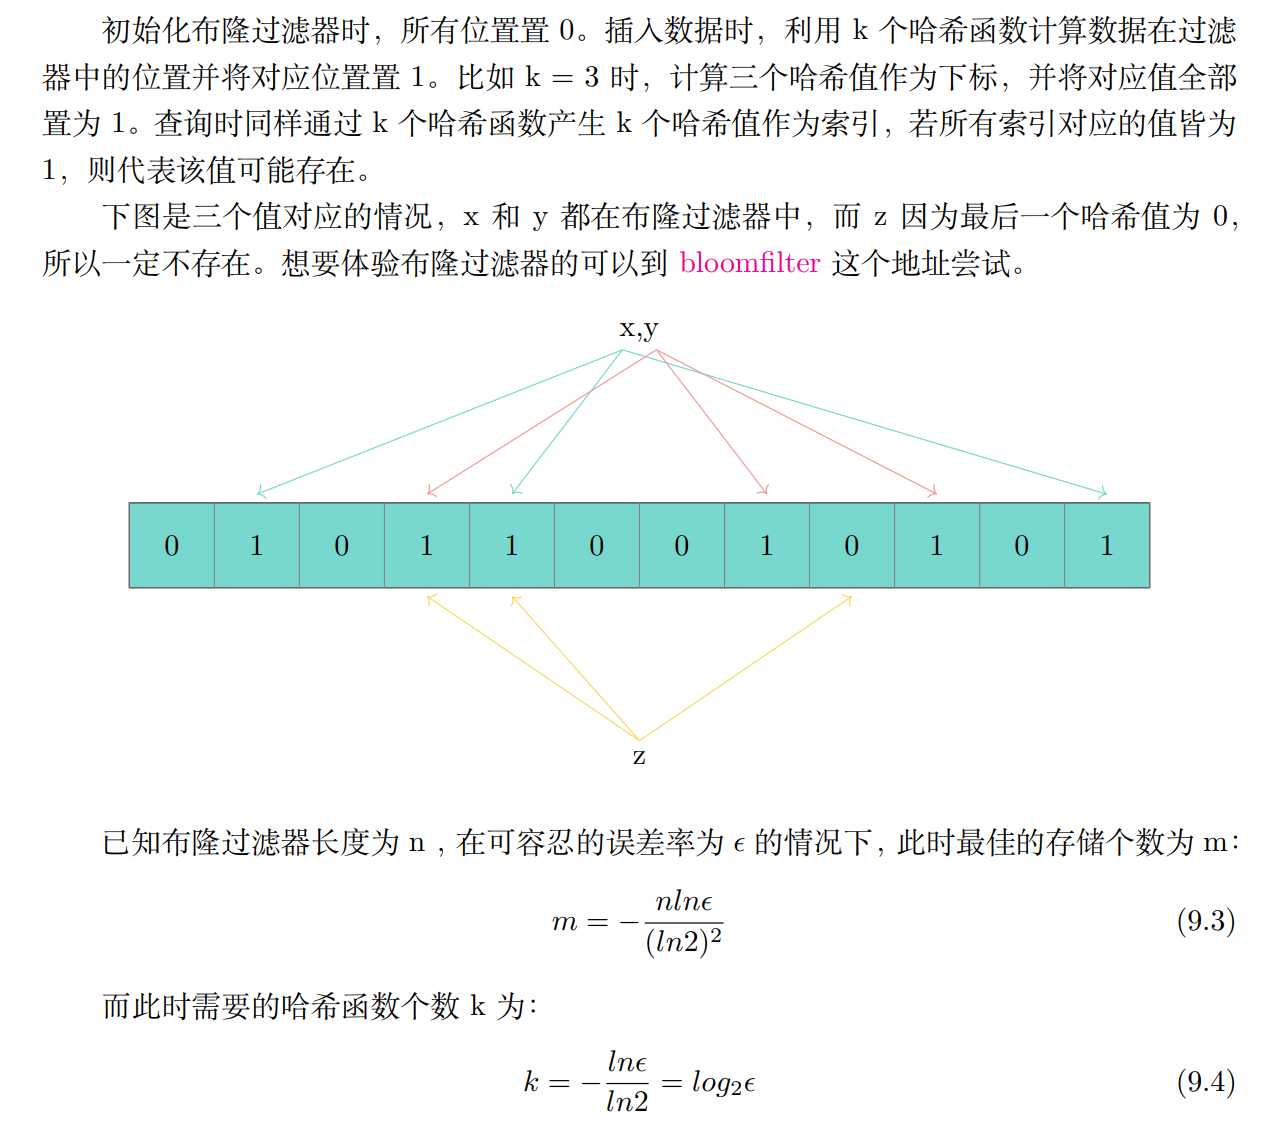 初始化布隆过滤器时，所有位置置 0。插入数据时，利用 k 个哈希函数计算数据在过滤
器中的位置并将对应位置置 1。比如 k = 3 时，计算三个哈希值作为下标，并将对应值全部
置为 1。查询时同样通过 k 个哈希函数产生 k 个哈希值作为索引，若所有索引对应的值皆为
1，则代表该值可能存在。
下图是三个值对应的情况，x 和 y 都在布隆过滤器中，而 z 因为最后一个哈希值为 0，
所以一定不存在。想要体验布隆过滤器的可以到 bloomfilter 这个地址尝试。
x,y
0 1 0 1 1 0 0 1 0 1 0 1
z
已知布隆过滤器长度为 n , 在可容忍的误差率为 ϵ 的情况下，此时最佳的存储个数为 m：
m = −\frac{nlnϵ}{(ln2)^2} (9.3)
而此时需要的哈希函数个数 k 为：
k = −\frac{lnϵ}{ln2} = log_2ϵ (9.4)